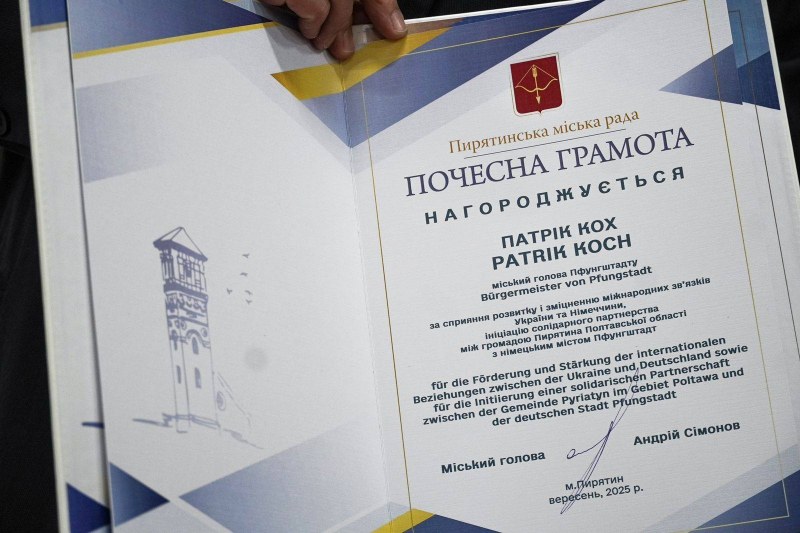 Пирятинська міська рада
ПОЧЕСНА ГРАМОТА
НАГОРОДЖУЄТЬСЯ
ПАТРІК КОХ
PATRIK KOCH
міський голова Пфунгштадту
Bürgermeister von Pfungstadt
за сприяння розвитку і зміцненню міжнародних зв'язків
України та Німеччини,
ініціацію солідарного партнерства
між громадою Пирятина Полтавської області
з німецьким містом Пфунгштадт
für die Förderung und Stärkung der internationalen
Beziehungen zwischen der Ukraine und Deutschland sowie
für die Initiierung einer solidarischen Partnerschaft
zwischen der Gemeinde Pyriatyn im Gebiet Poltawa und
der deutschen Stadt Pfungstadt
Міський голова Андрій Сімонов
м.Пирятин
вересень, 2025 р.